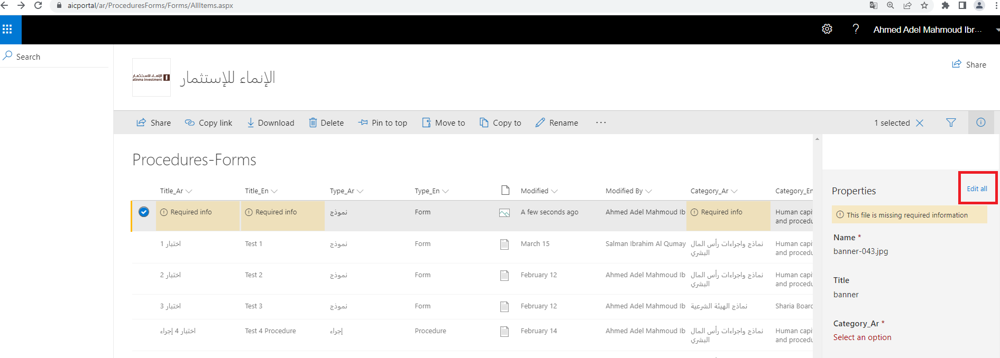 aicportal/ar/ProceduresForms/Forms/AllItems.aspx
Ahmed Adel Mahmoud Ibr...
Search
الإنماء للاستثمار
alinma investment
الإنماء للإستثمار
Share
Share
Copy link
Download
Delete
Pin to top
Move to
Copy to
Rename
...
1 selected
Procedures-Forms
Title_Ar
Title_En
Type_Ar
Type_En
Modified
Modified By
Category_Ar
Category_En
Required info
Required info
نموذج
Form
A few seconds ago
Ahmed Adel Mahmoud Ib
Required info
Human capi
and procedu
اختبار 1
Test 1
نموذج
Form
March 15
Salman Ibrahim Al Qumay
نماذج واجراءات رأس المال
البشري
Human capi
and procedu
اختبار 2
Test 2
نموذج
Form
February 12
Ahmed Adel Mahmoud Ib
نماذج واجراءات رأس المال
البشري
Human capi
and procedu
اختبار 3
Test 3
نموذج
Form
February 12
Ahmed Adel Mahmoud Ib
نماذج الهيئة الشرعية
Sharia Board
اختبار 4 إجراء
Test 4 Procedure
إجراء
Procedure
February 14
Ahmed Adel Mahmoud Ib
نماذج واجراءات رأس المال
البشري
Human capi
and procedu
Properties
Edit all
This file is missing required information
Name *
banner-043.jpg
Title
banner
Category_Ar *
Select an option